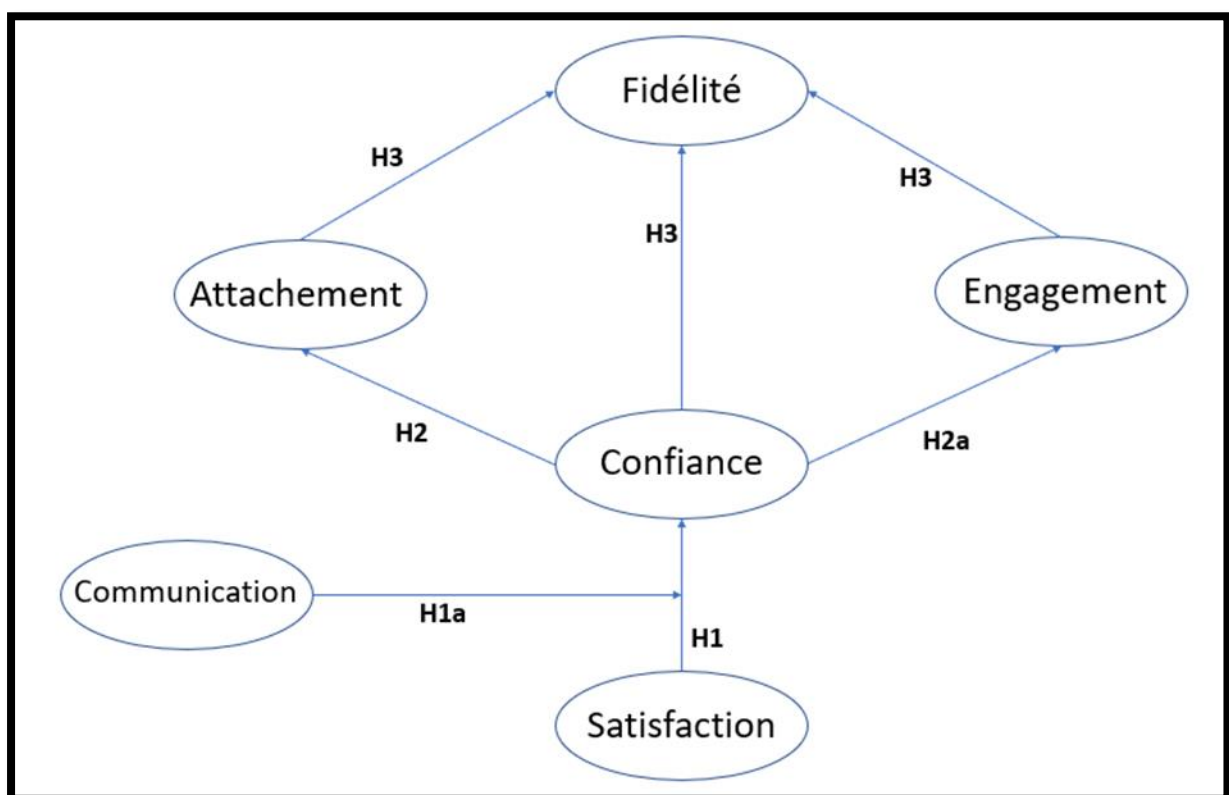 Fidélité
H3
H3
H3
Attachement
Engagement
H2
H2a
Confiance
Communication
H1a
H1
Satisfaction